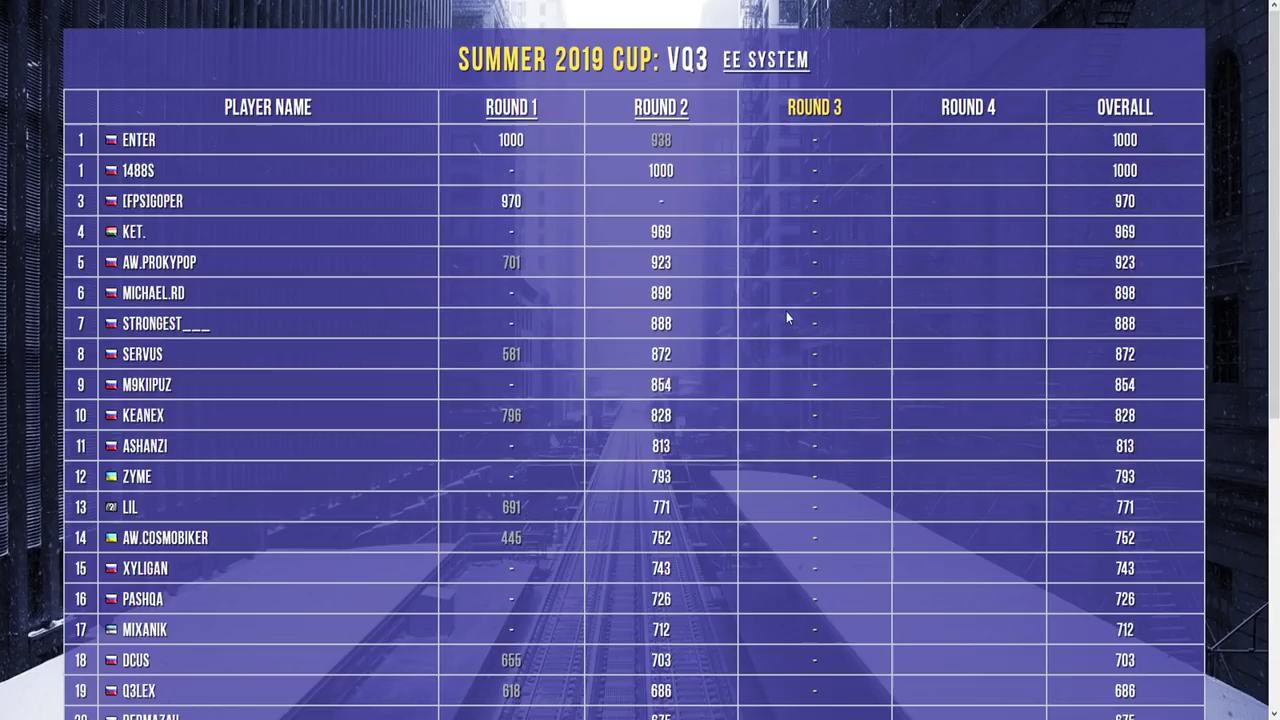 SUMMER 2019 CUP: VQ3 EE SYSTEM
PLAYER NAME ROUND 1 ROUND 2 ROUND 3 ROUND 4 OVERALL
1 ENTER 1000 938 - 1000
1 1488S - 1000 - 1000
3 [FPS]GOPER 970 - - 970
4 KET. - 969 - 969
5 AW.PROKYPOP 701 923 - 923
6 MICHAEL.RD - 898 - 898
7 STRONGEST___ - 888 - 888
8 SERVUS 581 872 - 872
9 M9KIIPUZ - 854 - 854
10 KEANEX 796 828 - 828
11 ASHANZI - 813 - 813
12 ZYME - 793 - 793
13 LIL 691 771 - 771
14 AW.COSMOBIKER 445 752 - 752
15 XYLIGAN - 743 - 743
16 PASHQA - 726 - 726
17 MIXANIK - 712 - 712
18 DCUS 655 703 - 703
19 Q3LEX 618 686 - 686